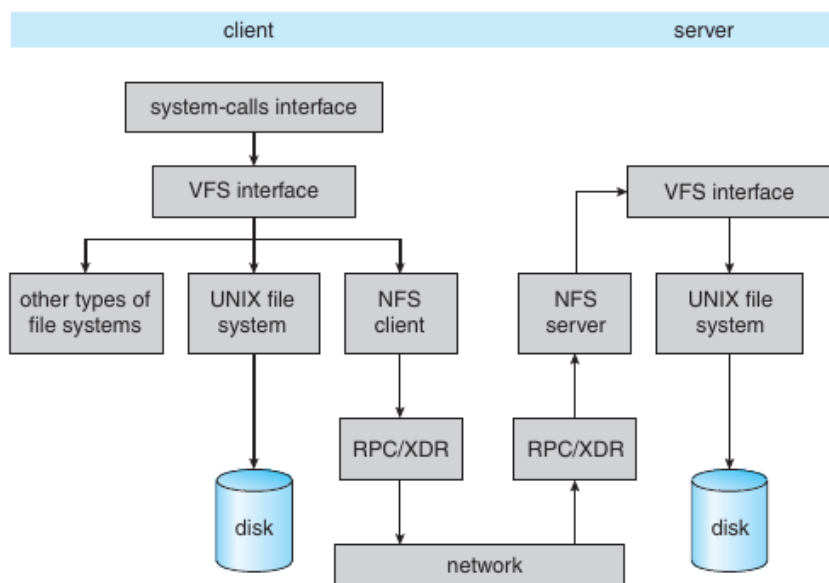 client
server
system-calls interface
VFS interface
VFS interface
other types of
file systems
UNIX file
system
NFS
client
NFS
server
UNIX file
system
RPC/XDR
RPC/XDR
disk
disk
network